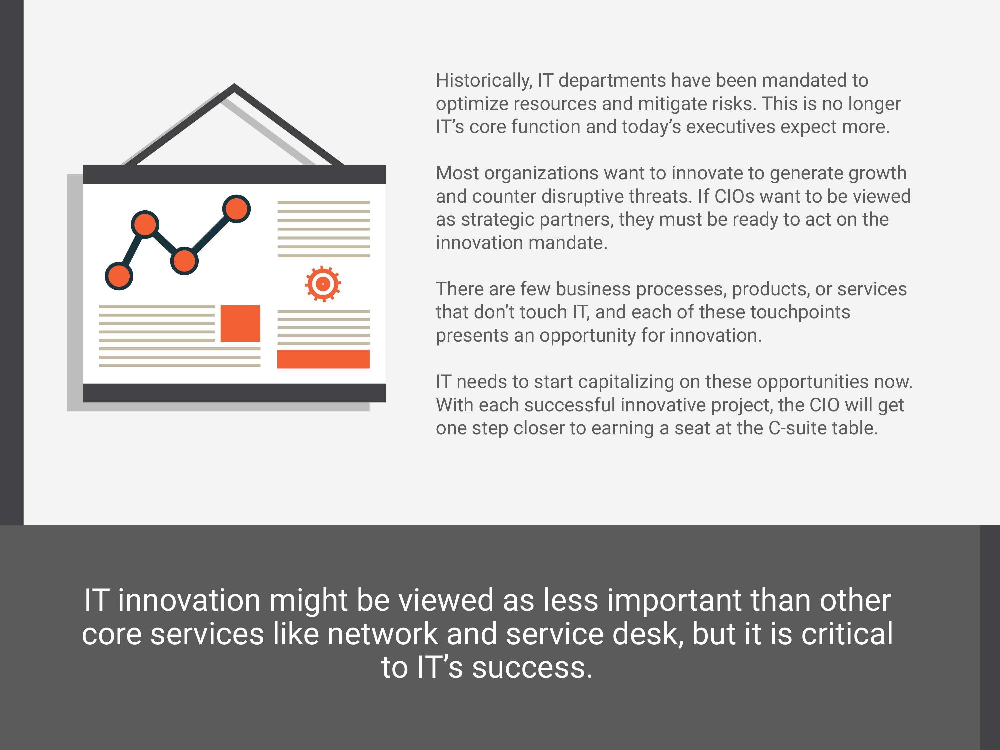 Historically, IT departments have been mandated to
optimize resources and mitigate risks. This is no longer
IT’s core function and today’s executives expect more.
Most organizations want to innovate to generate growth
and counter disruptive threats. If CIOs want to be viewed
as strategic partners, they must be ready to act on the
innovation mandate.
There are few business processes, products, or services
that don’t touch IT, and each of these touchpoints
presents an opportunity for innovation.
IT needs to start capitalizing on these opportunities now.
With each successful innovative project, the CIO will get
one step closer to earning a seat at the C-suite table.
IT innovation might be viewed as less important than other
core services like network and service desk, but it is critical
to IT’s success.